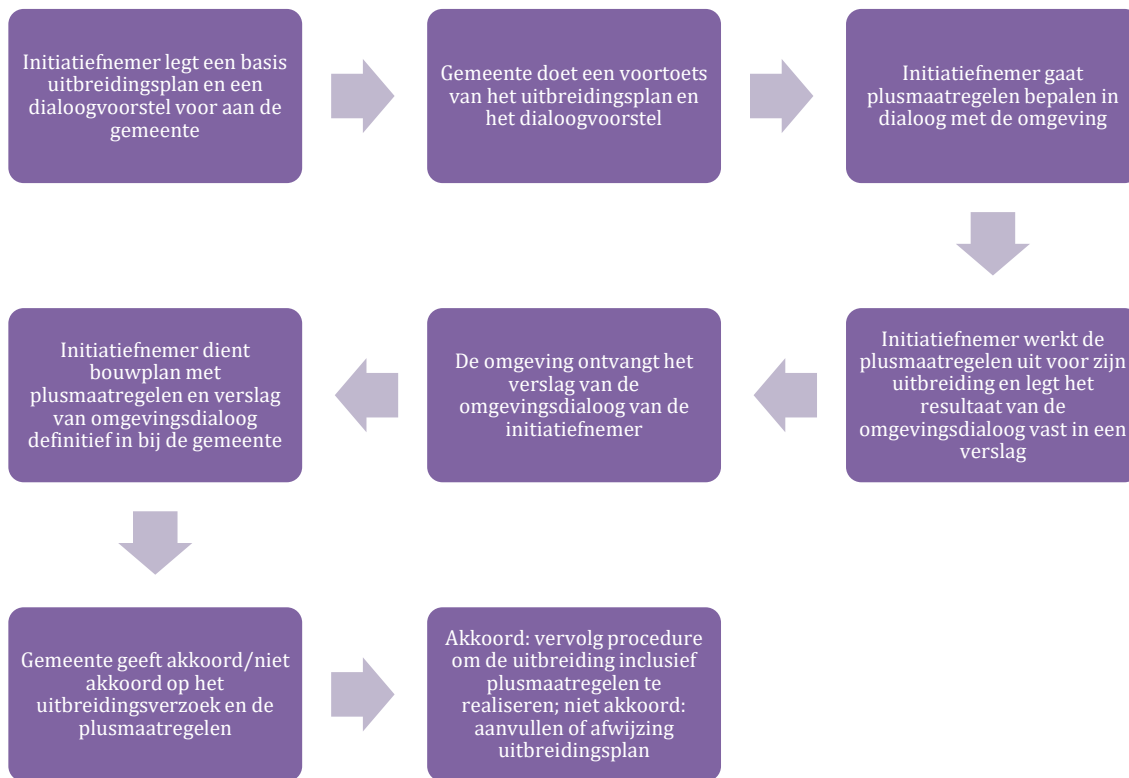 Initiatiefnemer legt een basis
uitbreidingsplan en een
dialoogvoorstel voor aan de
gemeente
Gemeente doet een voortoets
van het uitbreidingsplan en
het dialoogvoorstel
Initiatiefnemer gaat
plusmaatregelen bepalen in
dialoog met de omgeving
Initiatiefnemer werkt de
plusmaatregelen uit voor zijn
uitbreiding en legt het
resultaat van de
omgevingsdialoog vast in een
verslag
De omgeving ontvangt het
verslag van de
omgevingsdialoog van de
initiatiefnemer
Initiatiefnemer dient
bouwplan met
plusmaatregelen en verslag
van omgevingsdialoog
definitief in bij de gemeente
Gemeente geeft akkoord/niet
akkoord op het
uitbreidingsverzoek en de
plusmaatregelen
Akkoord: vervolg procedure
om de uitbreiding inclusief
plusmaatregelen te
realiseren; niet akkoord:
aanvullen of afwijzing
uitbreidingsplan